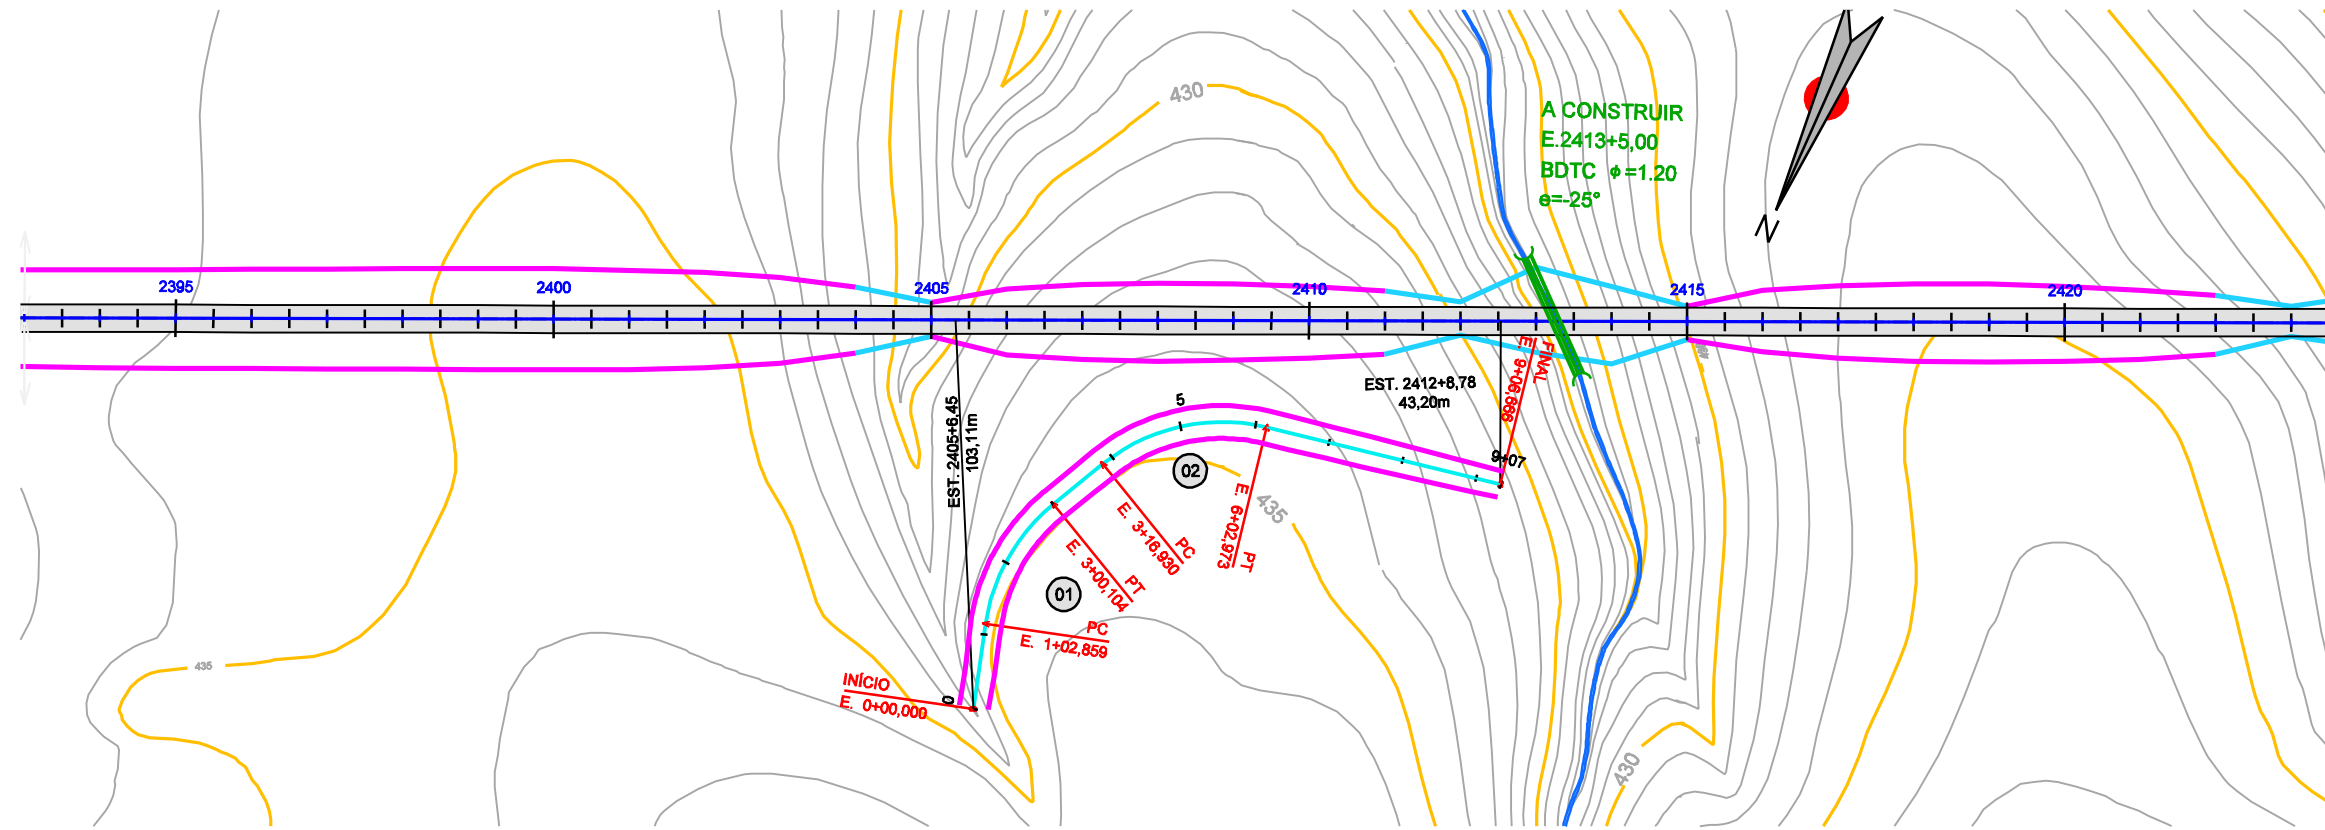 430
A CONSTRUIR
E.2413+5,00
BDTC ϕ=1.20
e=-25°
N
2395
2400
2405
2410
2415
2420
EST. 2405+6,45
103,11m
EST. 2412+8,78
43,20m
FINAL
E. 9+06,666
5
9+07
02
435
PC
E. 3+16,930
PT
E. 6+02,973
PT
E. 3+00,104
01
PC
E. 1+02,859
435
INÍCIO
E. 0+00,000
0
430